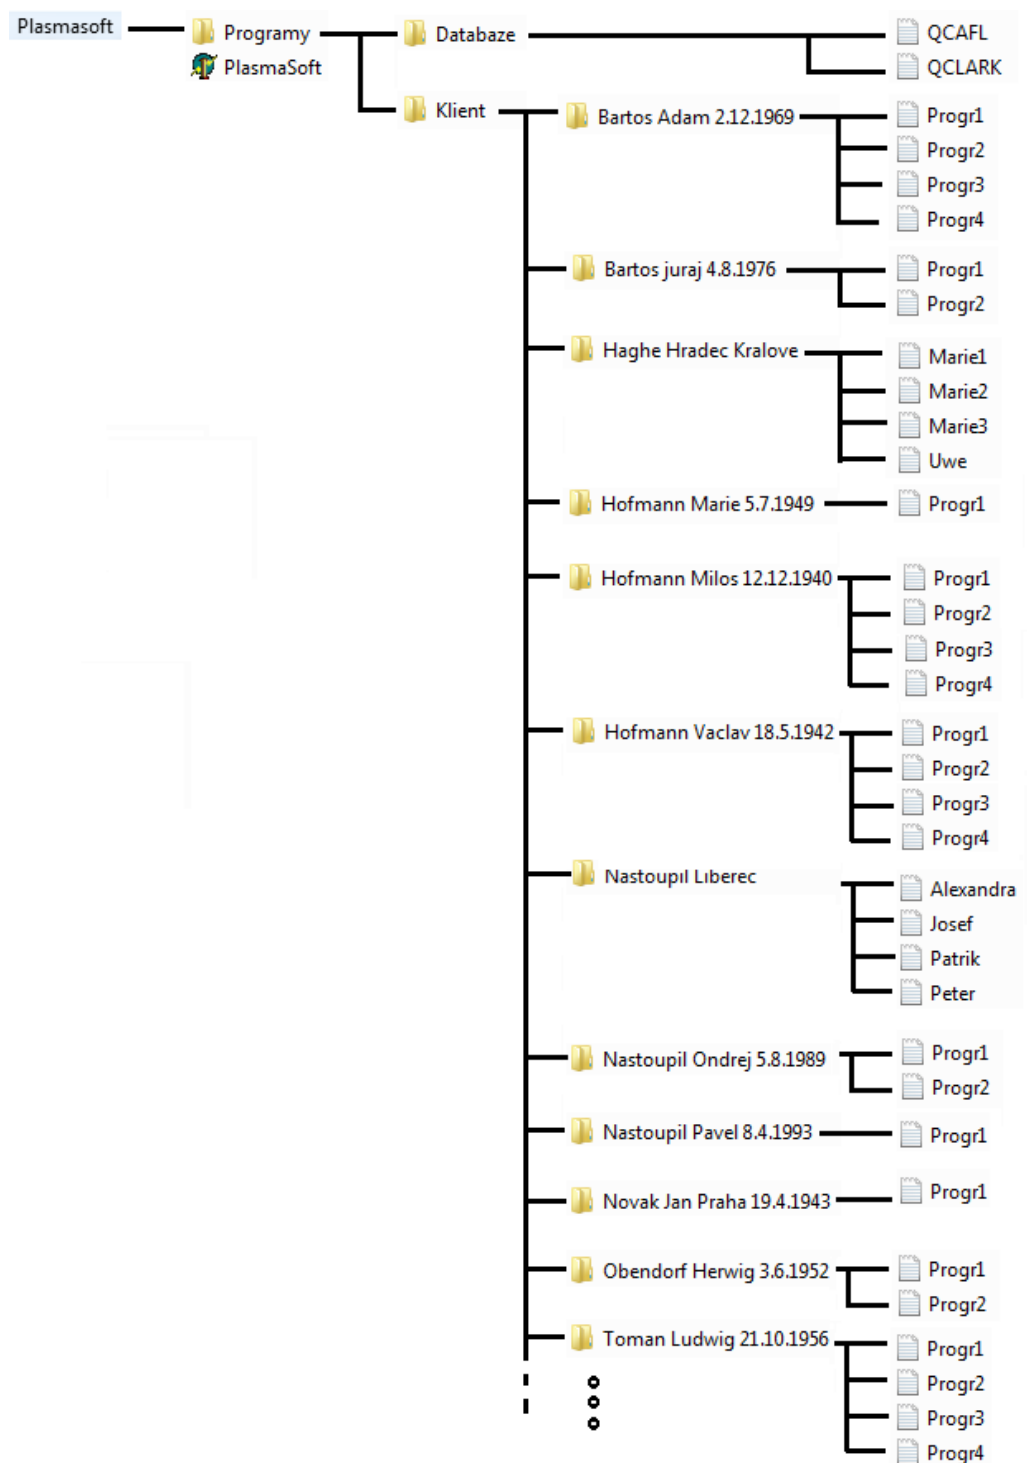 Plasmasoft
Programy
Databaze
QCAFL
PlasmaSoft
QCLARK
Klient
Bartos Adam 2.12.1969
Progr1
Progr2
Progr3
Progr4
Bartos juraj 4.8.1976
Progr1
Progr2
Haghe Hradec Kralove
Marie1
Marie2
Marie3
Uwe
Hofmann Marie 5.7.1949
Progr1
Hofmann Milos 12.12.1940
Progr1
Progr2
Progr3
Progr4
Hofmann Vaclav 18.5.1942
Progr1
Progr2
Progr3
Progr4
Nastoupil Liberec
Alexandra
Josef
Patrik
Peter
Nastoupil Ondrej 5.8.1989
Progr1
Progr2
Nastoupil Pavel 8.4.1993
Progr1
Novak Jan Praha 19.4.1943
Progr1
Obendorf Herwig 3.6.1952
Progr1
Progr2
Toman Ludwig 21.10.1956
Progr1
Progr2
Progr3
Progr4